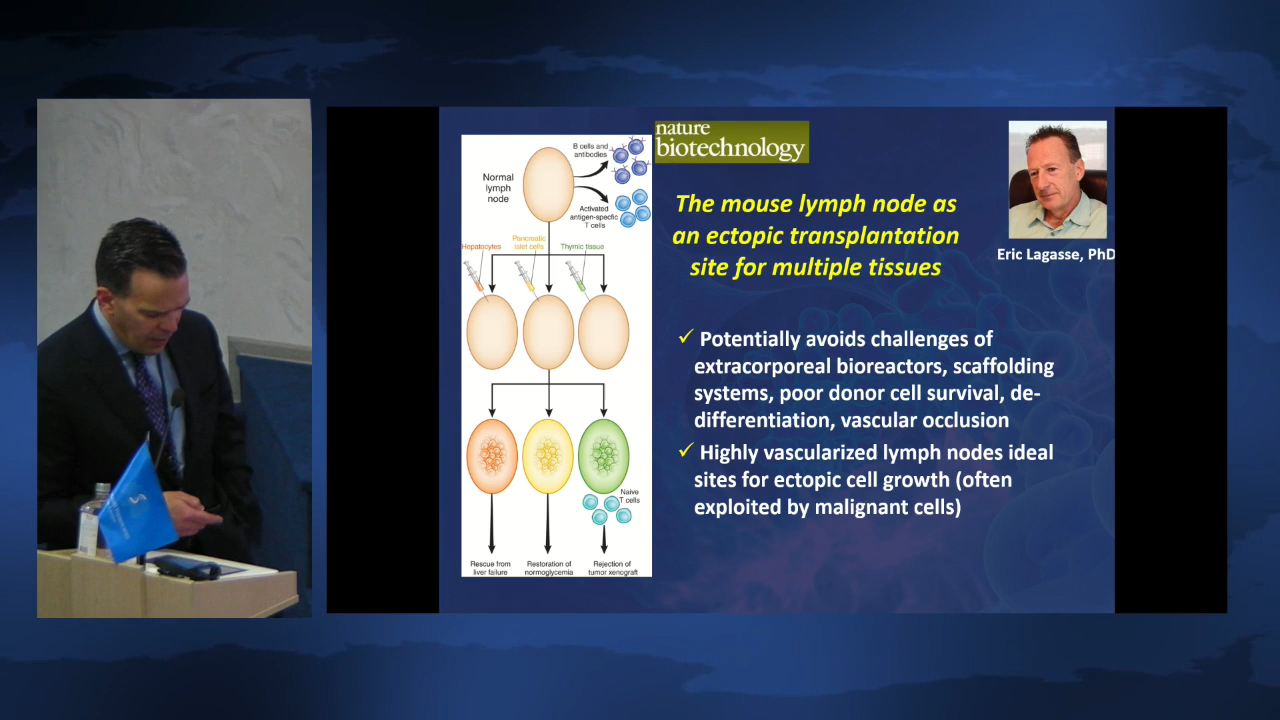 nature
biotechnology
The mouse lymph node as
an ectopic transplantation
site for multiple tissues
Eric Lagasse, PhD
B cells and
antibodies
Normal
lymph
node
Activated
antigen-specfic
T cells
Hepatocytes
Pancreatic
islet cells
Thymic tissue
Naive
T cells
Rescue from
liver failure
Restoration of
normoglycemia
Rejection of
tumor xenograft
✓ Potentially avoids challenges of
extracorporeal bioreactors, scaffolding
systems, poor donor cell survival, de-
differentiation, vascular occlusion
✓ Highly vascularized lymph nodes ideal
sites for ectopic cell growth (often
exploited by malignant cells)